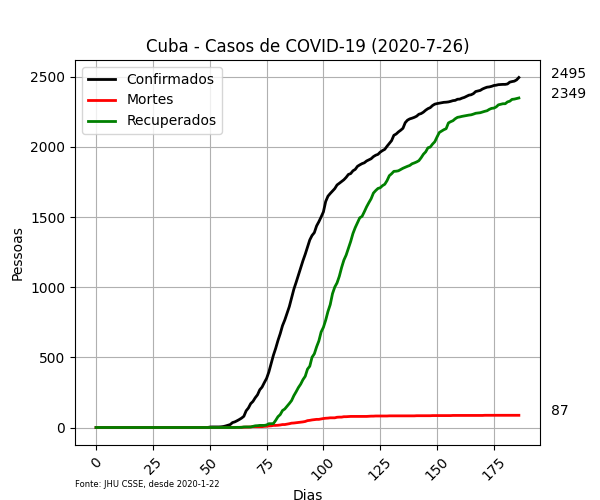 Cuba - Casos de COVID-19 (2020-7-26)
Confirmados
Mortes
Recuperados
2495
2349
87
2500
2000
1500
1000
500
0
Pessoas
0
25
50
75
100
125
150
175
Dias
Fonte: JHU CSSE, desde 2020-1-22